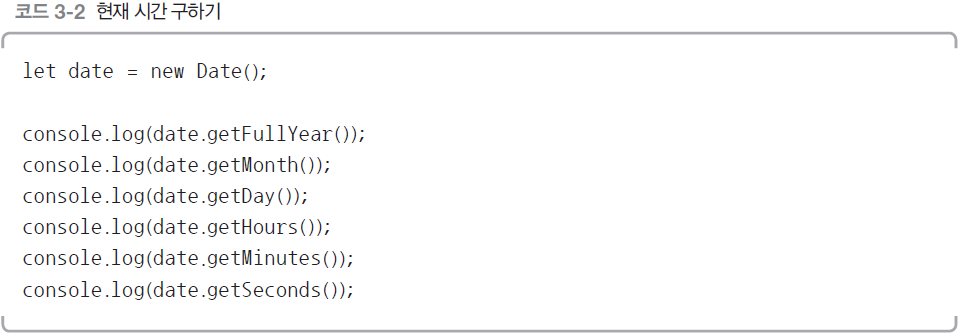 코드 3-2 현재 시간 구하기
let date = new Date();
console.log(date.getFullYear());
console.log(date.getMonth());
console.log(date.getDay());
console.log(date.getHours());
console.log(date.getMinutes());
console.log(date.getSeconds());